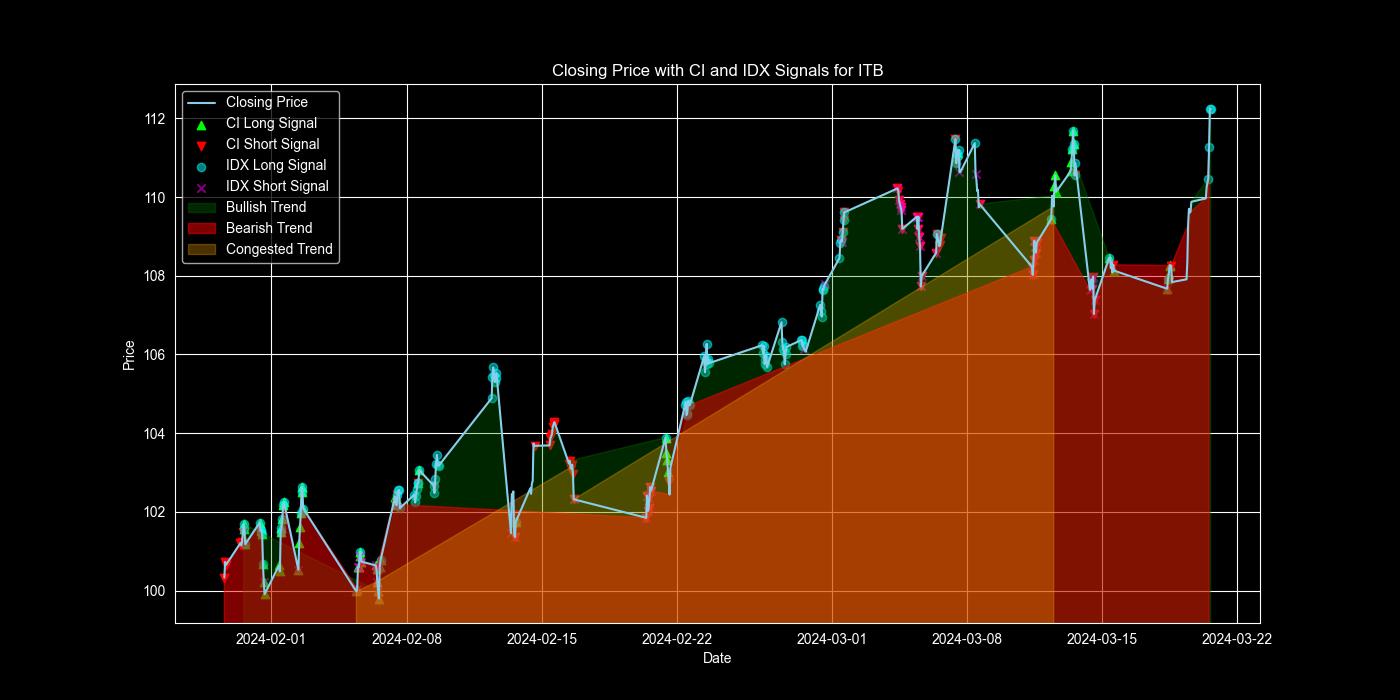 Closing Price with CI and IDX Signals for ITB
Closing Price
CI Long Signal
CI Short Signal
IDX Long Signal
IDX Short Signal
Bullish Trend
Bearish Trend
Congested Trend
112
110
108
106
104
102
100
Price
2024-02-01 2024-02-08 2024-02-15 2024-02-22 2024-03-01 2024-03-08 2024-03-15 2024-03-22
Date